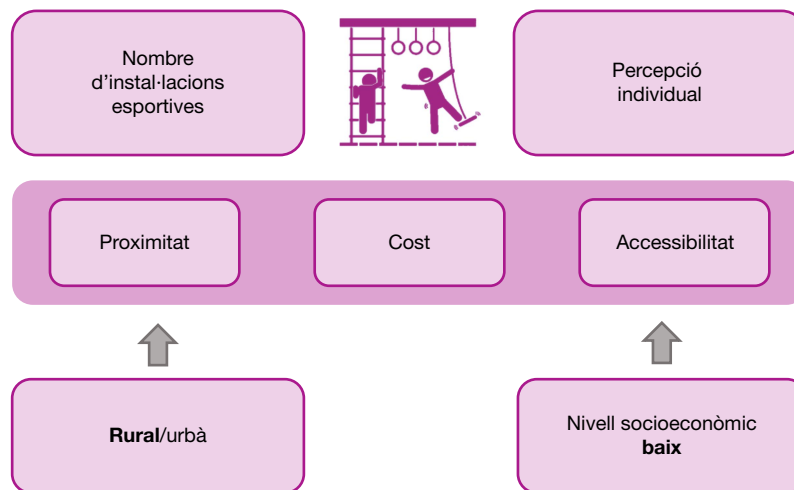 Nombre
d’instal·lacions
esportives
Percepció
individual
Proximitat
Cost
Accessibilitat
Rural/urbà
Nivell socioeconòmic
baix